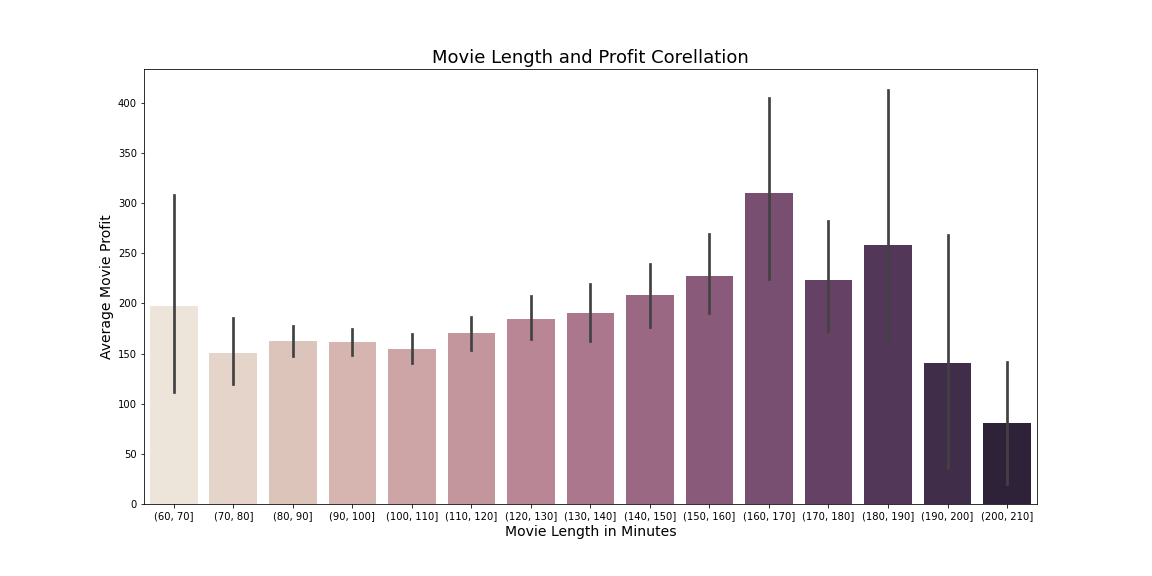 Movie Length and Profit Corellation
Average Movie Profit
400
350
300
250
200
150
100
50
0
(60, 70] (70, 80] (80, 90] (90, 100] (100, 110] (110, 120] (120, 130] (130, 140] (140, 150] (150, 160] (160, 170] (170, 180] (180, 190] (190, 200] (200, 210]
Movie Length in Minutes